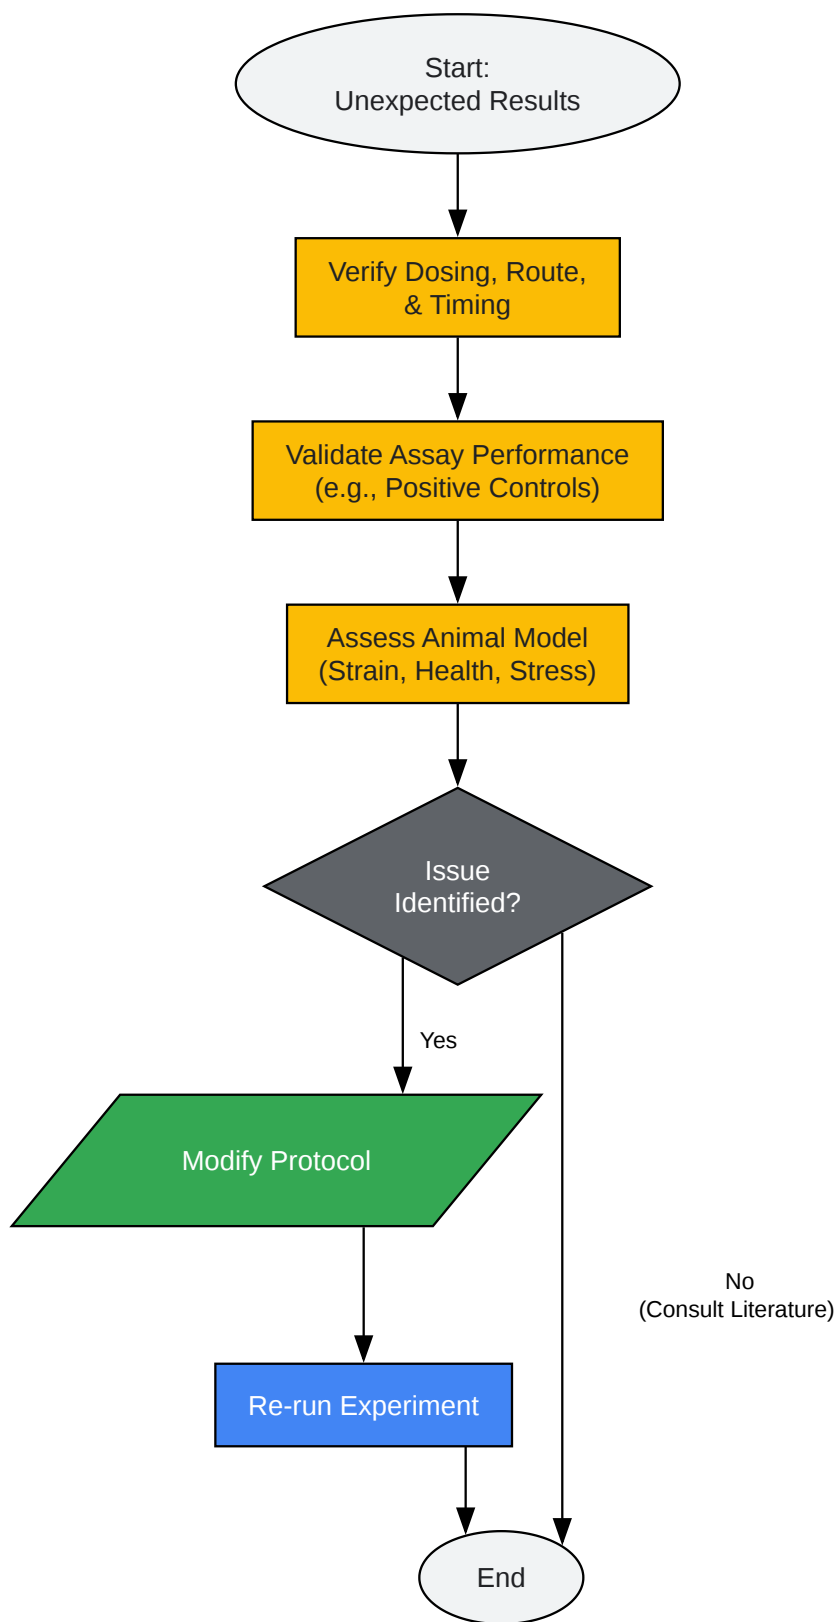 Start:
Unexpected Results
Verify Dosing, Route,
& Timing
Validate Assay Performance
(e.g., Positive Controls)
Assess Animal Model
(Strain, Health, Stress)
Issue
Identified?
Yes
Modify Protocol
No
(Consult Literature)
Re-run Experiment
End